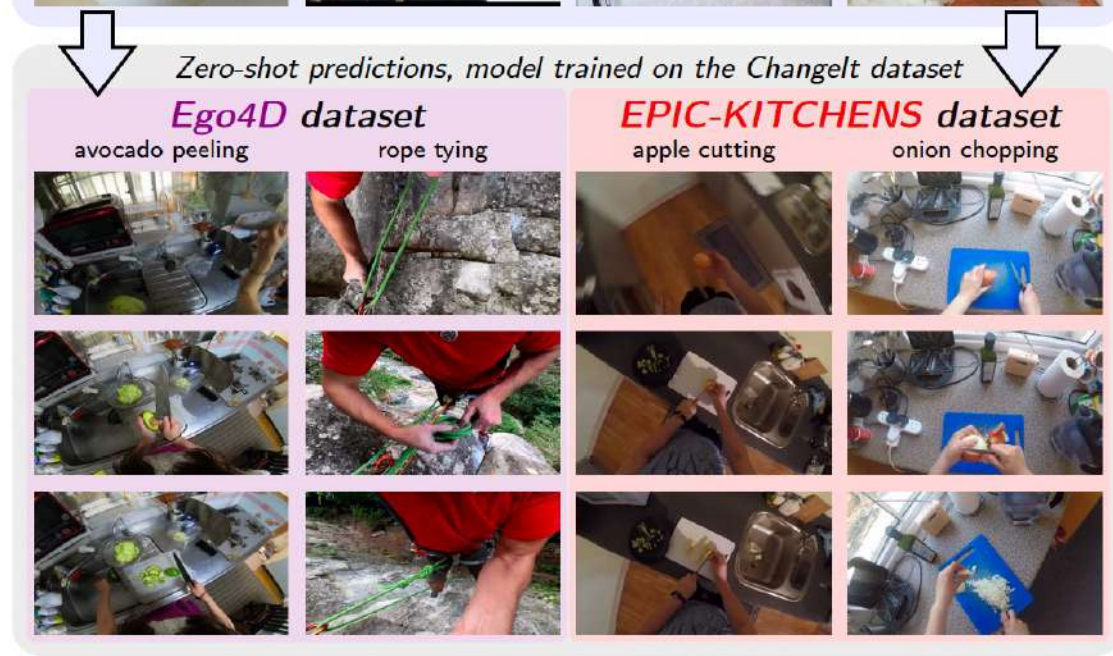 Zero-shot predictions, model trained on the ChangeIt dataset
Ego4D dataset
avocado peeling
rope tying
EPIC-KITCHENS dataset
apple cutting
onion chopping